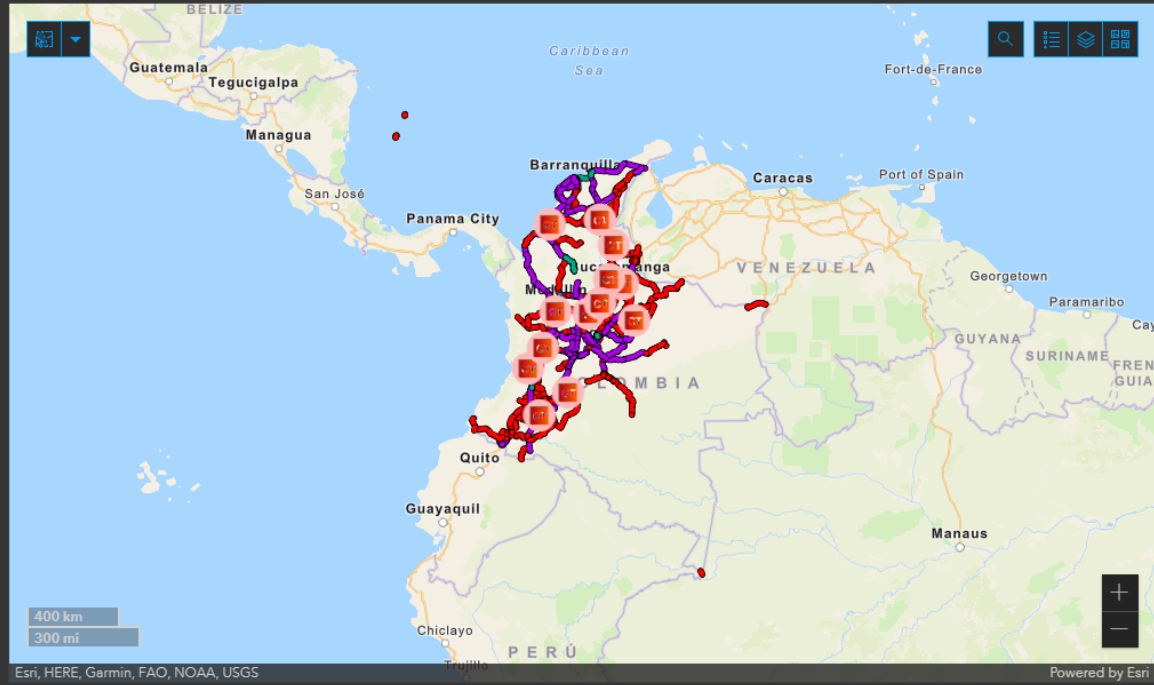 BELIZE
Caribbean
Sea
Guatemala
Tegucigalpa
Fort-de-France
Managua
Barranquilla
San José
Caracas
Port of Spain
Panama City
VENEZUELA
Georgetown
Paramaribo
GUYANA
SURINAME
Quito
Guayaquil
Manaus
400 km
300 mi
Chiclayo
PERÚ
Trujillo
Esri, HERE, Garmin, FAO, NOAA, USGS
Powered by Esri